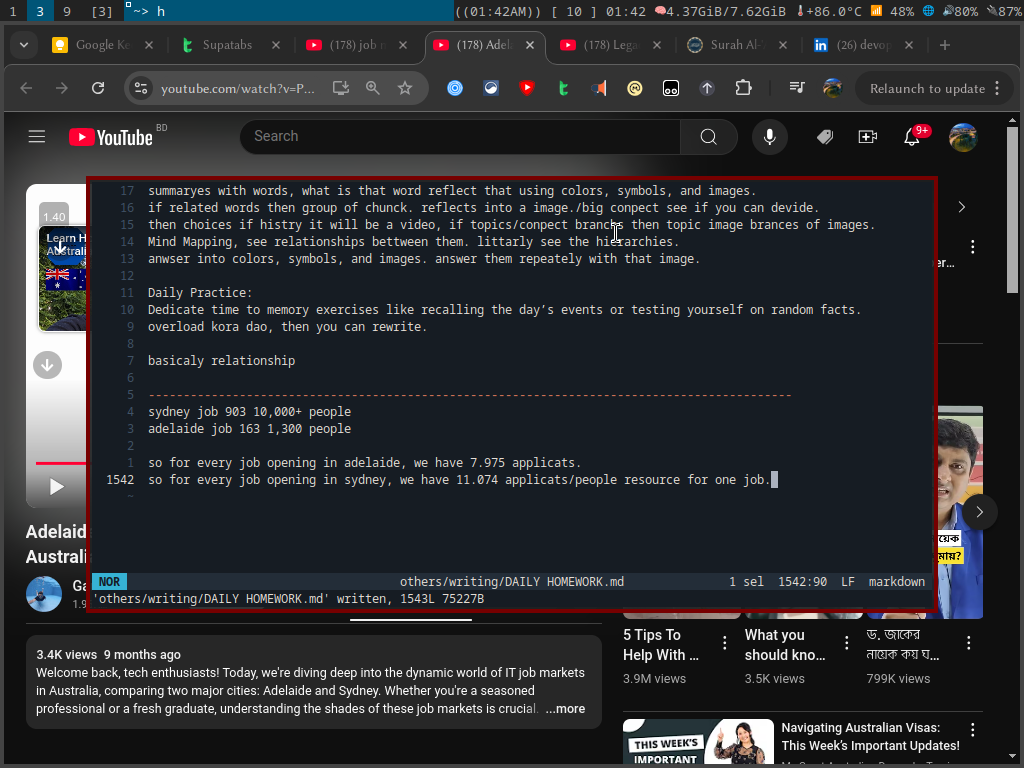 1 3 9 [3] ~> h ((01:42AM)) [ 10 ] 01:42 4.37GiB/7.62GiB +86.0°C 48% 80% 87%
Google Ke
Supatabs
(178) job r
(178) Adel
(178) Lega
Surah Al-
(26) devop
youtube.com/watch?v=P...
Relaunch to update
YouTube BD
Search
9+
1.40
Learn H
Australi
17 summaryes with words, what is that word reflect that using colors, symbols, and images.
16 if related words then group of chunck. reflects into a image./big conpect see if you can devide.
15 then choices if histry it will be a video, if topics/conpect brances then topic image brances of images.
14 Mind Mapping, see relationships bettween them. littarly see the hierarchies.
13 anwser into colors, symbols, and images. answer them repeately with that image.
12
11 Daily Practice:
10 Dedicate time to memory exercises like recalling the day’s events or testing yourself on random facts.
9 overload kora dao, then you can rewrite.
8
7 basicaly relationship
6
5 ------------------------------------------------------------------------------------------
4 sydney job 903 10,000+ people
3 adelaide job 163 1,300 people
2
1 so for every job opening in adelaide, we have 7.975 applicats.
1542 so for every job opening in sydney, we have 11.074 applicats/people resource for one job.
~
NOR others/writing/DAILY HOMEWORK.md 1 sel 1542:90 LF markdown
'others/writing/DAILY HOMEWORK.md' written, 1543L 75227B
er...
Adelaid
Australi
Ga
1.9
3.4K views 9 months ago
Welcome back, tech enthusiasts! Today, we're diving deep into the dynamic world of IT job markets
in Australia, comparing two major cities: Adelaide and Sydney. Whether you're a seasoned
professional or a fresh graduate, understanding the shades of these job markets is crucial. ...more
য়েক
মায়?
5 Tips To
Help With ...
3.9M views
What you
should kno...
3.5K views
ড. জাকের
নায়েক কয় ঘ...
799K views
THIS WEEK'S
IMPORTANT
Navigating Australian Visas:
This Week's Important Updates!